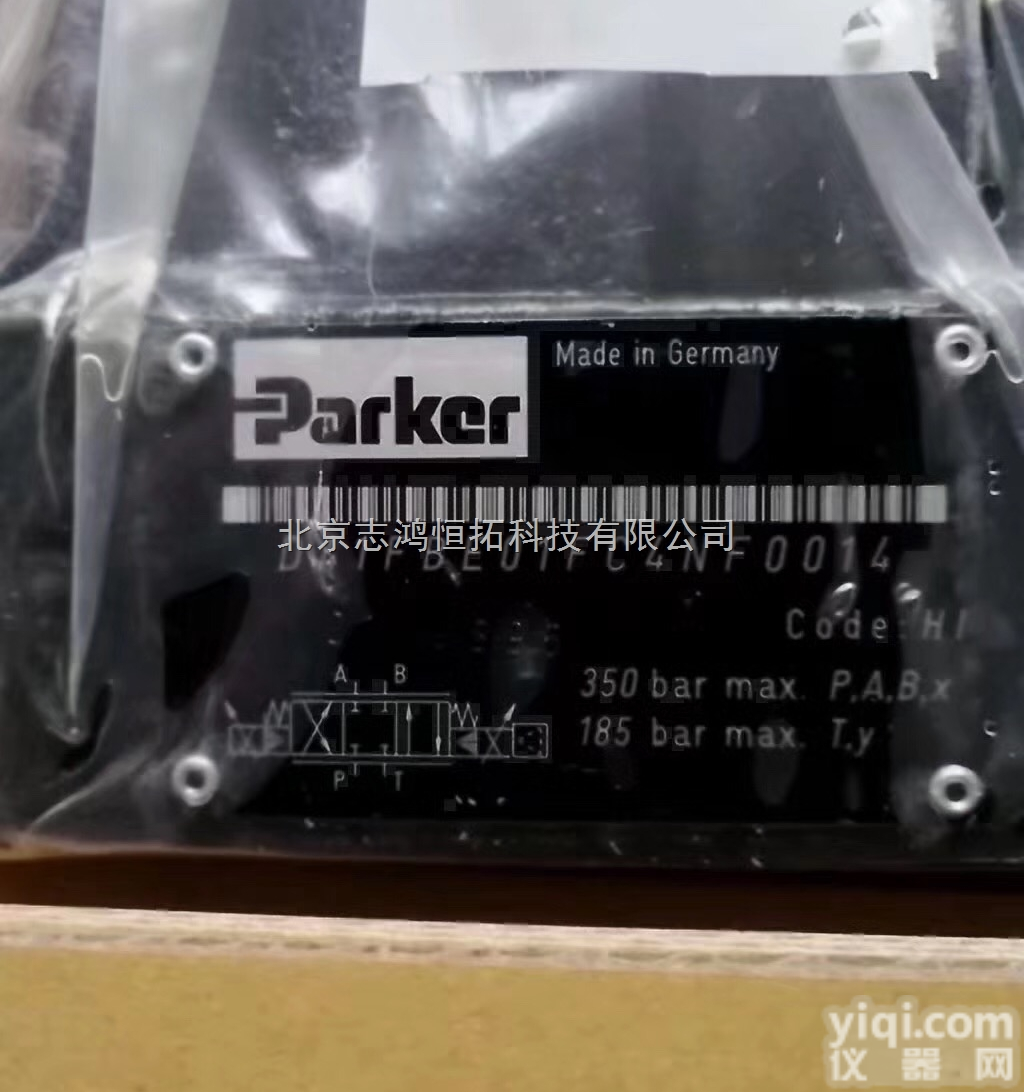 Parker
Made in Germany
北京志鸿恒拓科技有限公司
Code: HI
A B
350 bar max. P,A,B,x
185 bar max. T,y
P T
yiqi.com
仪器网